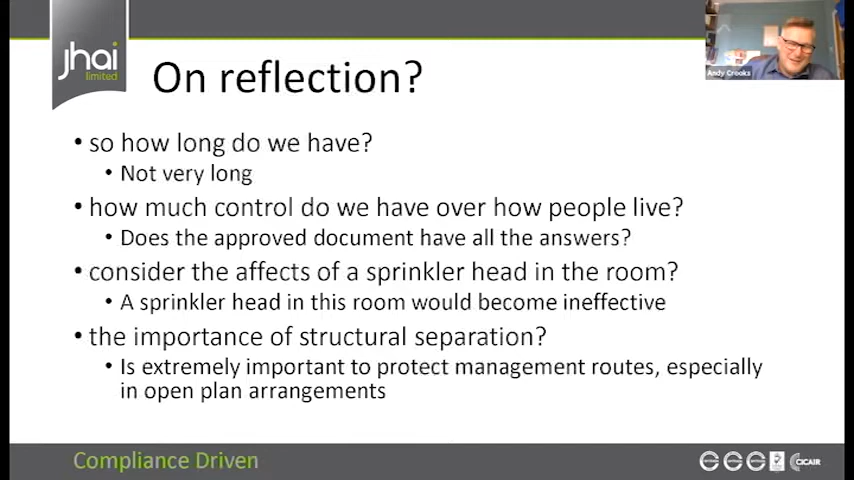 jhai
limited
On reflection?
Andy Crooks
• so how long do we have?
• Not very long
• how much control do we have over how people live?
• Does the approved document have all the answers?
• consider the affects of a sprinkler head in the room?
• A sprinkler head in this room would become ineffective
• the importance of structural separation?
• Is extremely important to protect management routes, especially
in open plan arrangements
Compliance Driven
CICAIR